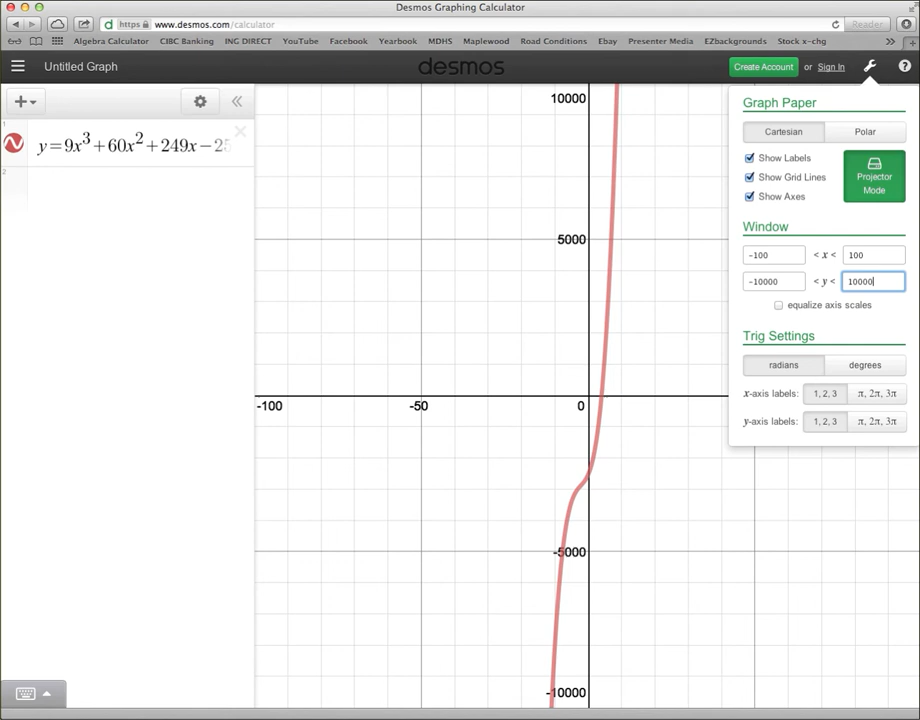 Desmos Graphing Calculator
https www.desmos.com/calculator
Reader
Algebra Calculator CIBC Banking ING DIRECT YouTube Facebook Yearbook MDHS Maplewood Road Conditions Ebay Presenter Media EZbackgrounds Stock x-chg
Untitled Graph
desmos
Create Account or Sign In
1
y=9x³+60x²+249x−25
2
10000
5000
-100
-50
0
-5000
-10000
Graph Paper
Cartesian Polar
Show Labels
Show Grid Lines
Show Axes
Projector
Mode
Window
-100 < x < 100
-10000 < y < 10000
equalize axis scales
Trig Settings
radians degrees
x-axis labels: 1, 2, 3 π, 2π, 3π
y-axis labels: 1, 2, 3 π, 2π, 3π